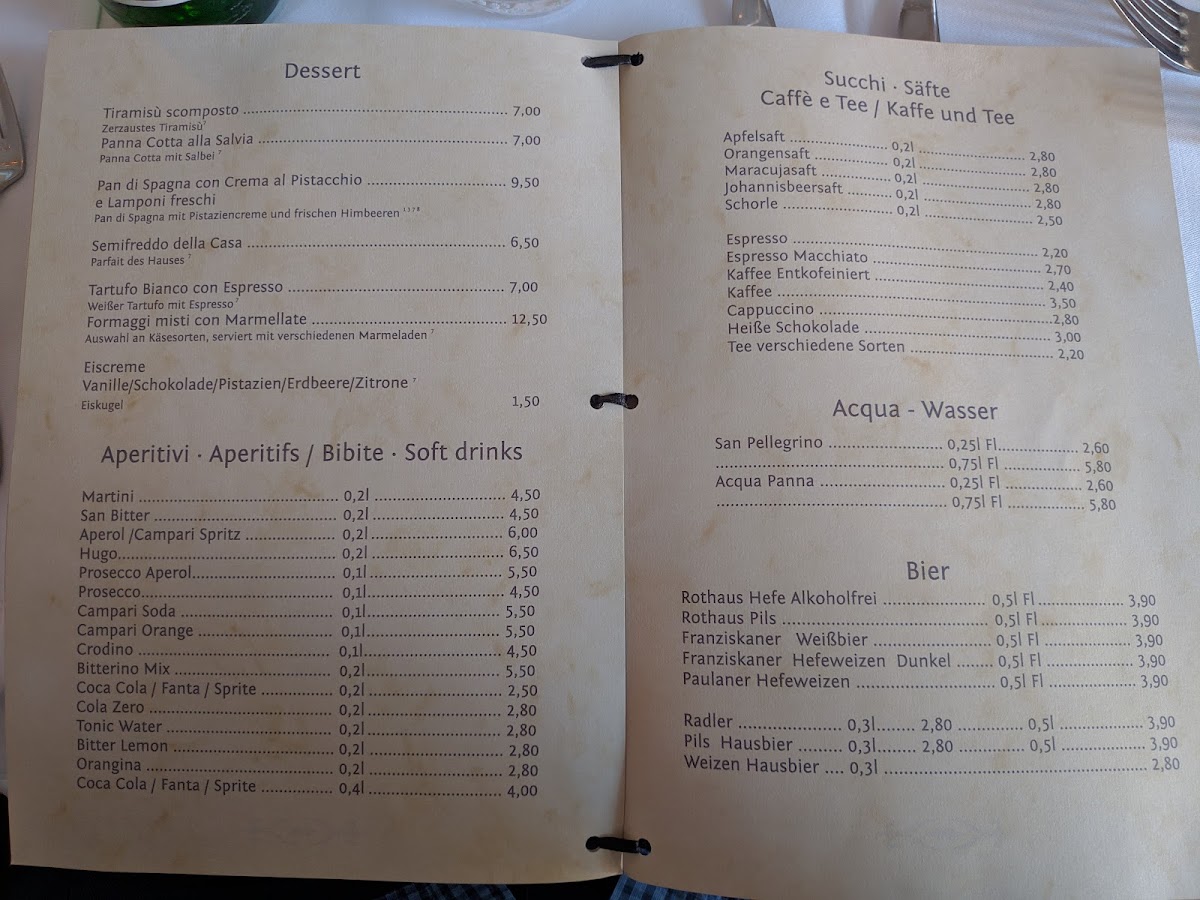 Dessert
Tiramisù scomposto ........ 7,00
Zerzaustes Tiramisù ⁷
Panna Cotta alla Salvia ........ 7,00
Panna Cotta mit Salbei ⁷
Pan di Spagna con Crema al Pistacchio ........ 9,50
e Lamponi freschi
Pan di Spagna mit Pistaziencreme und frischen Himbeeren
Semifreddo della Casa ........ 6,50
Parfait des Hauses ⁷
Tartufo Bianco con Espresso ........ 7,00
Weißer Tartufo mit Espresso ⁷
Formaggi misti con Marmellate ........ 12,50
Auswahl an Käsesorten, serviert mit verschiedenen Marmeladen ⁷
Eiscreme
Vanille/Schokolade/Pistazien/Erdbeere/Zitrone ⁷
Eiskugel 1,50
Aperitivi · Aperitifs / Bibite · Soft drinks
Martini ........ 0,2l ........ 4,50
San Bitter ........ 0,2l ........ 4,50
Aperol /Campari Spritz ........ 0,2l ........ 6,00
Hugo ........ 0,2l ........ 6,50
Prosecco Aperol ........ 0,1l ........ 5,50
Prosecco ........ 0,1l ........ 4,50
Campari Soda ........ 0,1l ........ 5,50
Campari Orange ........ 0,1l ........ 5,50
Crodino ........ 0,1l ........ 4,50
Bitterino Mix ........ 0,2l ........ 5,50
Coca Cola / Fanta / Sprite ........ 0,2l ........ 2,50
Cola Zero ........ 0,2l ........ 2,80
Tonic Water ........ 0,2l ........ 2,80
Bitter Lemon ........ 0,2l ........ 2,80
Orangina ........ 0,2l ........ 2,80
Coca Cola / Fanta / Sprite ........ 0,4l ........ 4,00
Succhi · Säfte
Caffè e Tee / Kaffe und Tee
Apfelsaft ........ 0,2l ........ 2,80
Orangensaft ........ 0,2l ........ 2,80
Maracujasaft ........ 0,2l ........ 2,80
Johannisbeersaft ........ 0,2l ........ 2,80
Schorle ........ 0,2l ........ 2,50
Espresso ........ 2,20
Espresso Macchiato ........ 2,70
Kaffee Entkofeiniert ........ 2,40
Kaffee ........ 3,50
Cappuccino ........ 2,80
Heiße Schokolade ........ 3,00
Tee verschiedene Sorten ........ 2,20
Acqua - Wasser
San Pellegrino ........ 0,25l Fl ........ 2,60
........ 0,75l Fl ........ 5,80
Acqua Panna ........ 0,25l Fl ........ 2,60
........ 0,75l Fl ........ 5,80
Bier
Rothaus Hefe Alkoholfrei ........ 0,5l Fl ........ 3,90
Rothaus Pils ........ 0,5l Fl ........ 3,90
Franziskaner Weißbier ........ 0,5l Fl ........ 3,90
Franziskaner Hefeweizen Dunkel ........ 0,5l Fl ........ 3,90
Paulaner Hefeweizen ........ 0,5l Fl ........ 3,90
Radler ........ 0,3l ........ 2,80 ........ 0,5l ........ 3,90
Pils Hausbier ........ 0,3l ........ 2,80 ........ 0,5l ........ 3,90
Weizen Hausbier .... 0,3l ........ 2,80